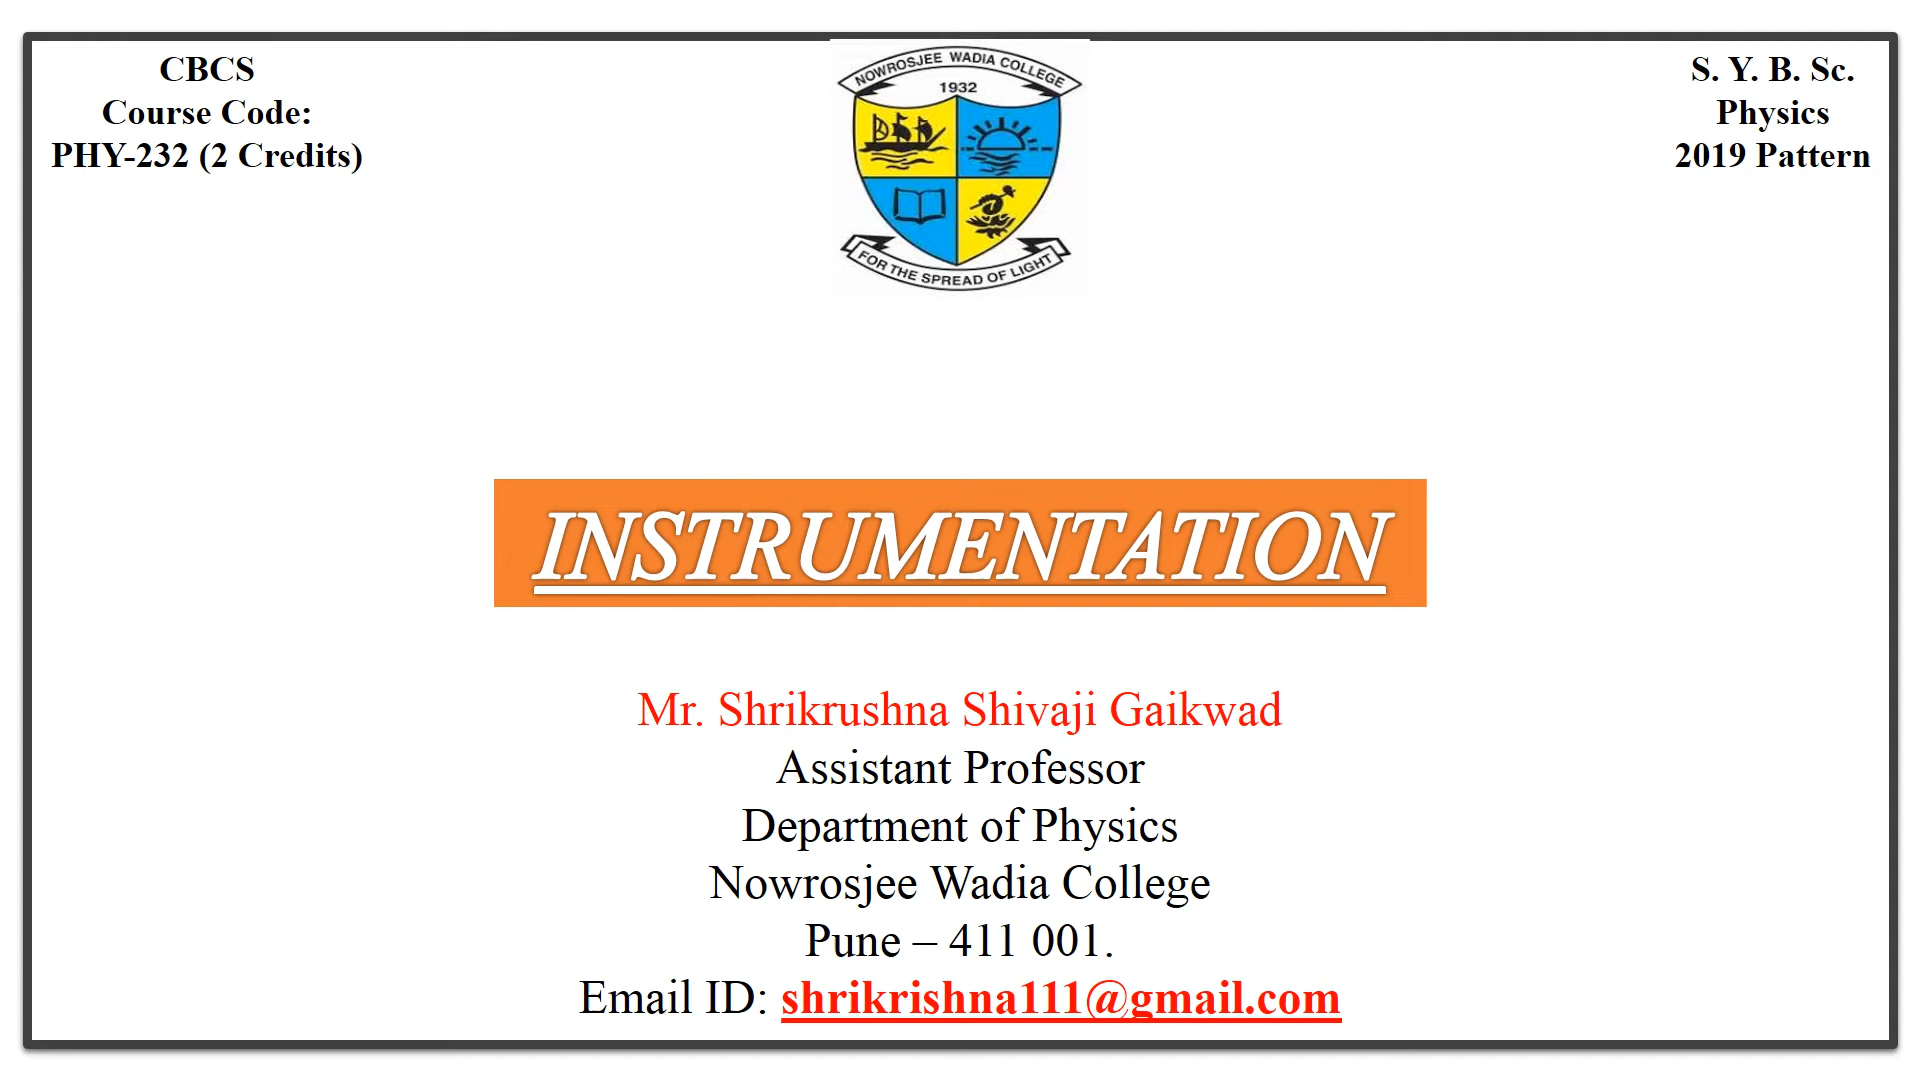 CBCS
Course Code:
PHY-232 (2 Credits)
NOWROSJEE WADIA COLLEGE
1932
FOR THE SPREAD OF LIGHT
S. Y. B. Sc.
Physics
2019 Pattern
INSTRUMENTATION
Mr. Shrikrushna Shivaji Gaikwad
Assistant Professor
Department of Physics
Nowrosjee Wadia College
Pune – 411 001.
Email ID: shrikrishna111@gmail.com